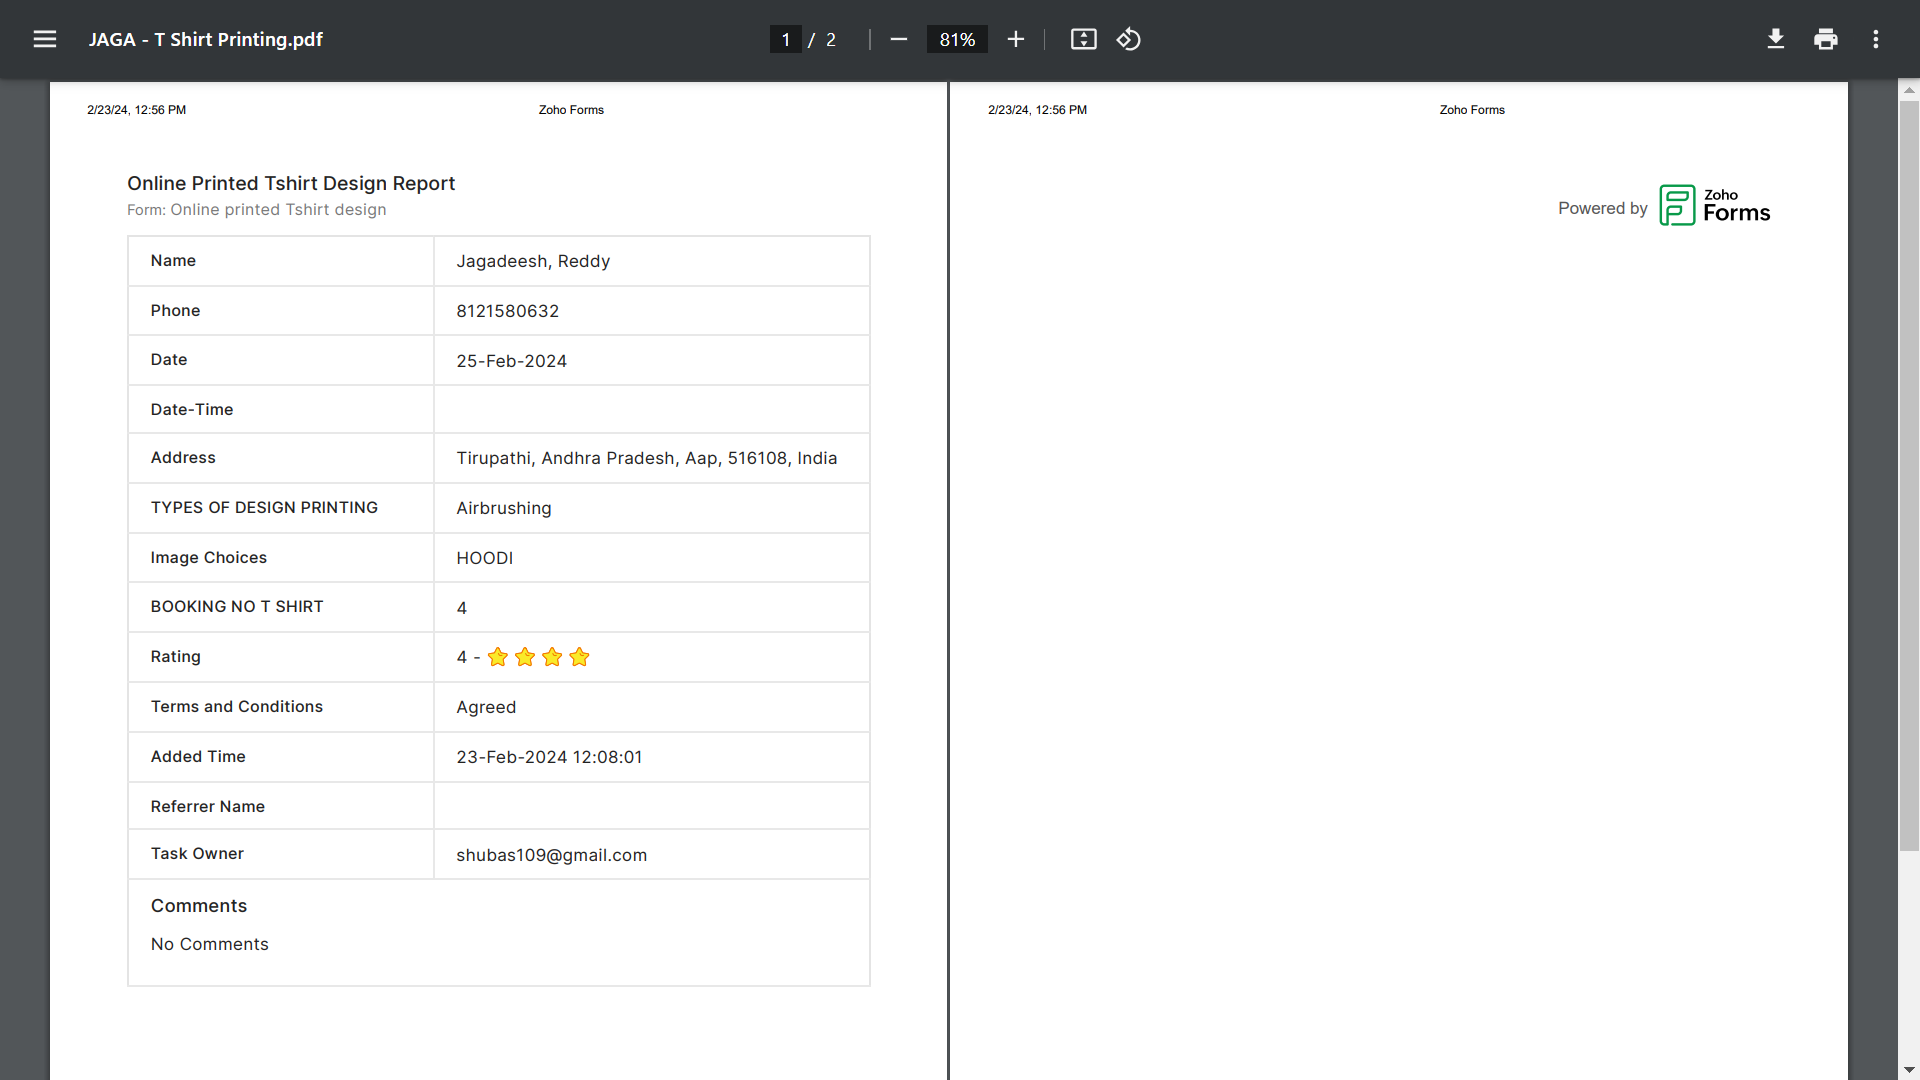 JAGA - T Shirt Printing.pdf
1 / 2
81%
2/23/24, 12:56 PM
Zoho Forms
Online Printed Tshirt Design Report
Form: Online printed Tshirt design
Name
Jagadeesh, Reddy
Phone
8121580632
Date
25-Feb-2024
Date-Time
Address
Tirupathi, Andhra Pradesh, Aap, 516108, India
TYPES OF DESIGN PRINTING
Airbrushing
Image Choices
HOODI
BOOKING NO T SHIRT
4
Rating
4 -
Terms and Conditions
Agreed
Added Time
23-Feb-2024 12:08:01
Referrer Name
Task Owner
shubas109@gmail.com
Comments
No Comments
2/23/24, 12:56 PM
Zoho Forms
Powered by
Zoho
Forms